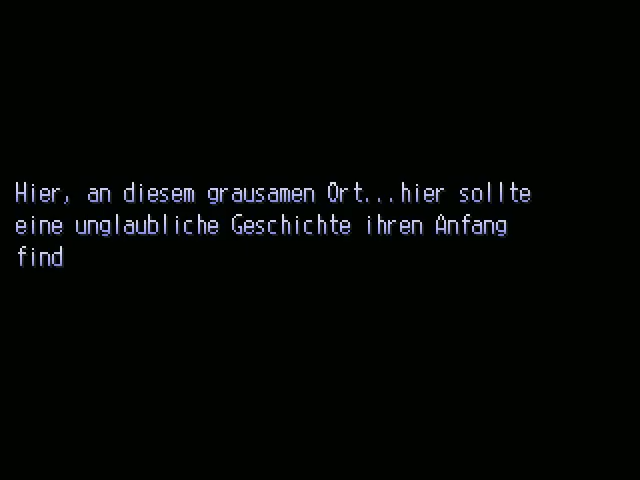 Hier, an diesem grausamen Ort...hier sollte
eine unglaubliche Geschichte ihren Anfang
find